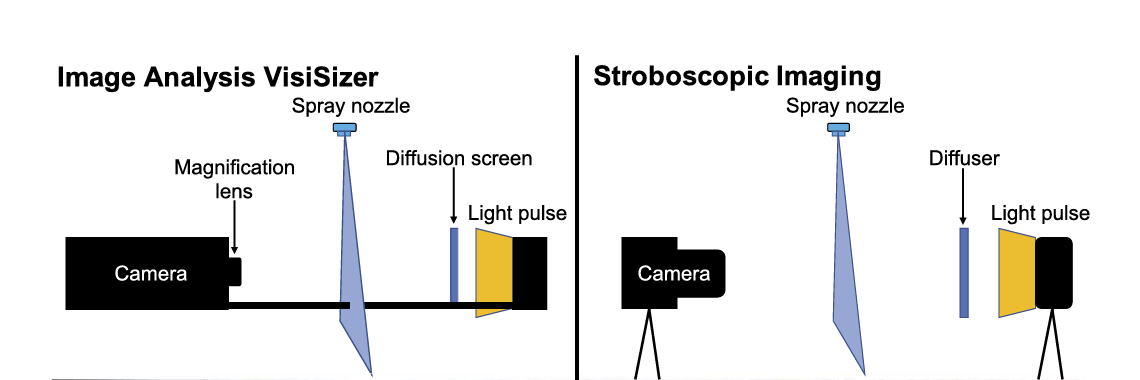 Image Analysis VisiSizer
Spray nozzle
Magnification
lens
Diffusion screen
Light pulse
Camera
Stroboscopic Imaging
Spray nozzle
Diffuser
Light pulse
Camera